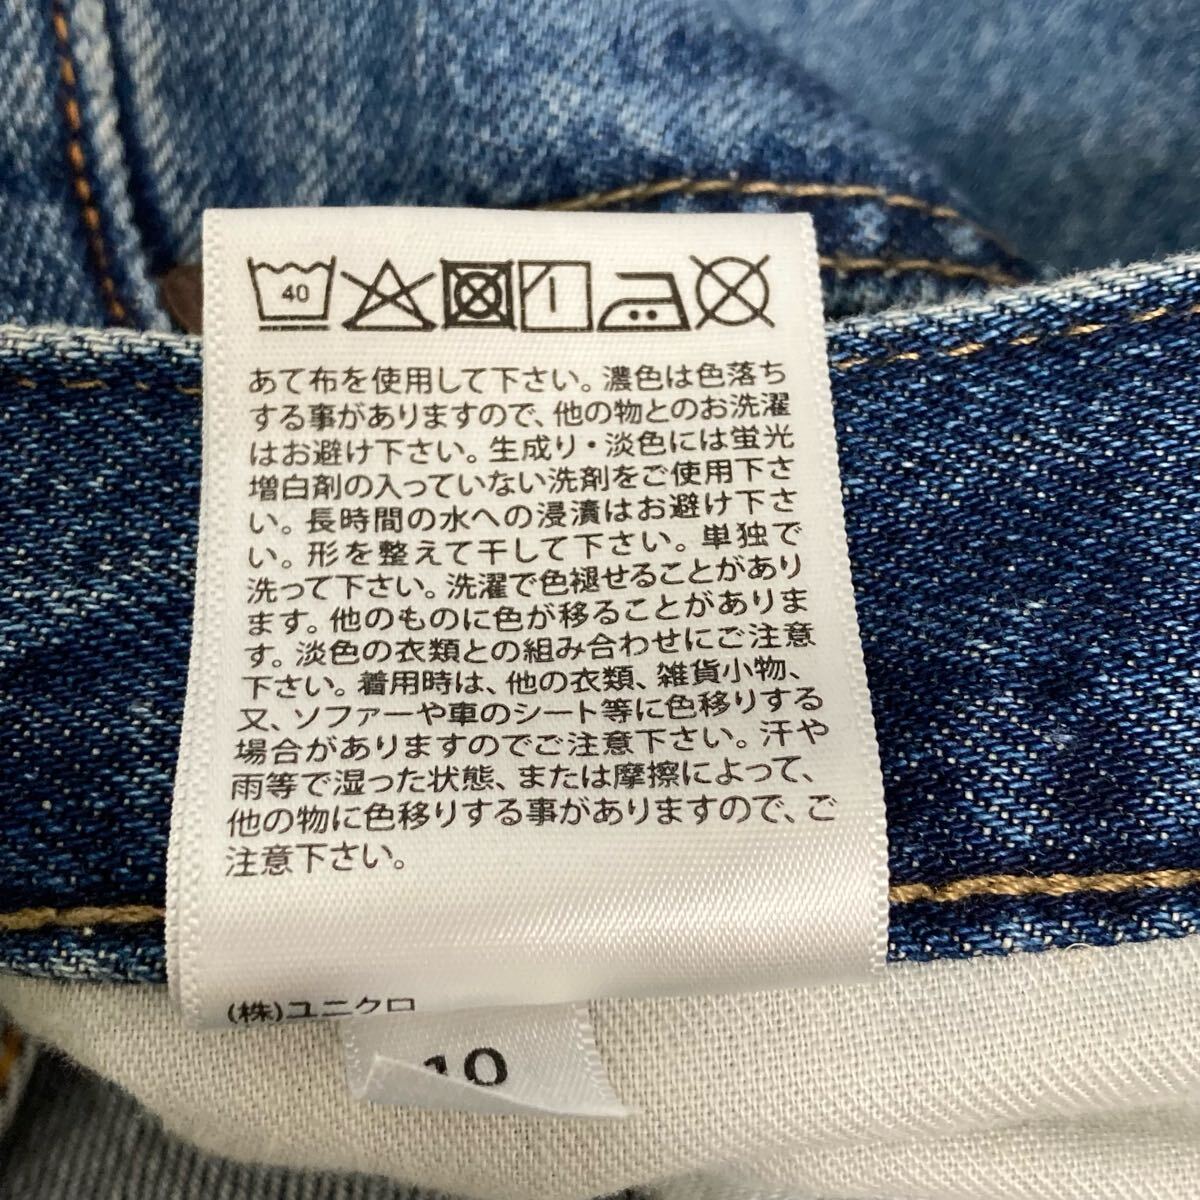 40
あて布を使用して下さい。濃色は色落ち
する事がありますので、他の物とのお洗濯
はお避け下さい。生成り・淡色には蛍光
増白剤の入っていない洗剤をご使用下さ
い。長時間の水への浸漬はお避け下さ
い。形を整えて干して下さい。単独で
洗って下さい。洗濯で色褪せることがあり
ます。他のものに色が移ることがありま
す。淡色の衣類との組み合わせにご注意
下さい。着用時は、他の衣類、雑貨小物、
又、ソファーや車のシート等に色移りする
場合がありますのでご注意下さい。汗や
雨等で湿った状態、または摩擦によって、
他の物に色移りする事がありますので、ご
注意下さい。
(株)ユニクロ
10